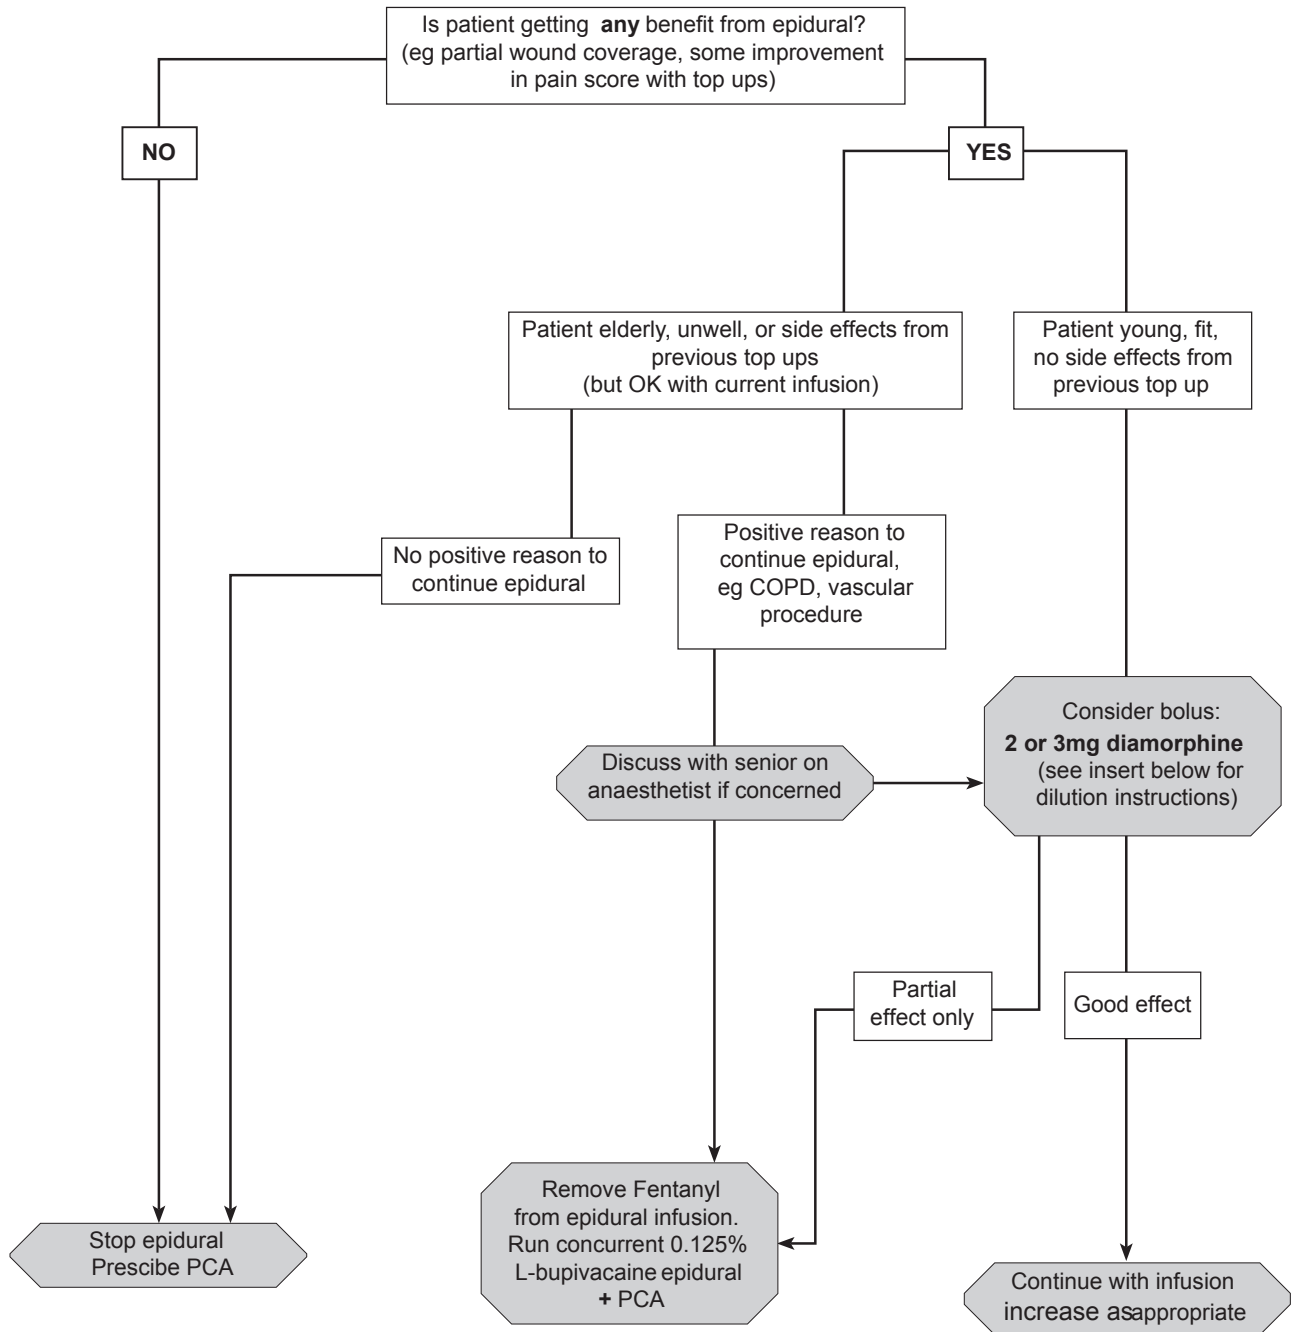 Is patient getting any benefit from epidural?
(eg partial wound coverage, some improvement
in pain score with top ups)
NO
YES
Patient elderly, unwell, or side effects from
previous top ups
(but OK with current infusion)
Patient young, fit,
no side effects from
previous top up
No positive reason to
continue epidural
Positive reason to
continue epidural,
eg COPD, vascular
procedure
Discuss with senior on
anaesthetist if concerned
Consider bolus:
2 or 3mg diamorphine
(see insert below for
dilution instructions)
Partial
effect only
Good effect
Stop epidural
Prescibe PCA
Remove Fentanyl
from epidural infusion.
Run concurrent 0.125%
L-bupivacaine epidural
+ PCA
Continue with infusion
increase asappropriate